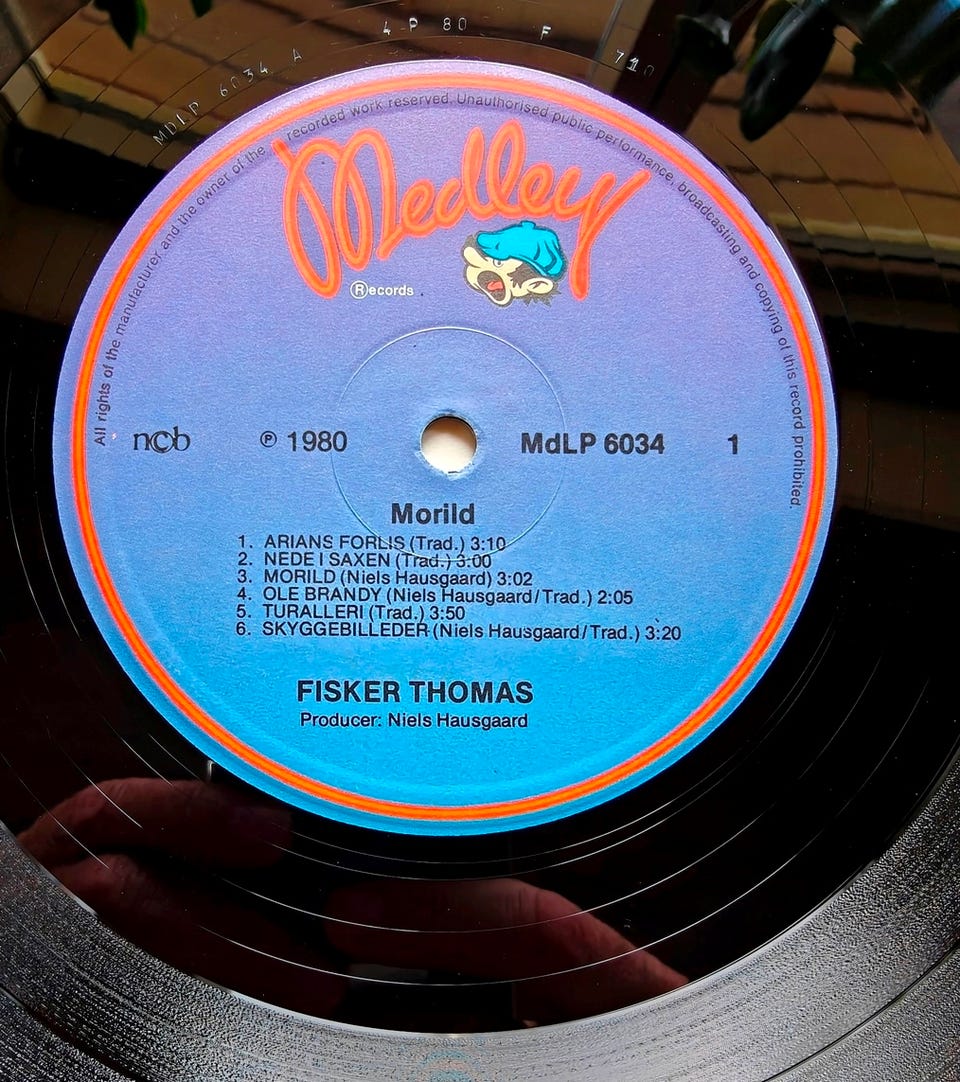 MDLP 6034 A 4P 80 F 710
All rights of the manufacturer and the owner of the recorded work reserved. Unauthorised public performance, broadcasting and copying of this record prohibited.
Medley
Ⓡecords
ncb ℗ 1980 MdLP 6034 1
Morild
1. ARIANS FORLIS (Trad.) 3:10
2. NEDE I SAXEN (Trad.) 3:00
3. MORILD (Niels Hausgaard) 3:02
4. OLE BRANDY (Niels Hausgaard/Trad.) 2:05
5. TURALLERI (Trad.) 3:50
6. SKYGGEBILLEDER (Niels Hausgaard/Trad.) 3:20
FISKER THOMAS
Producer: Niels Hausgaard